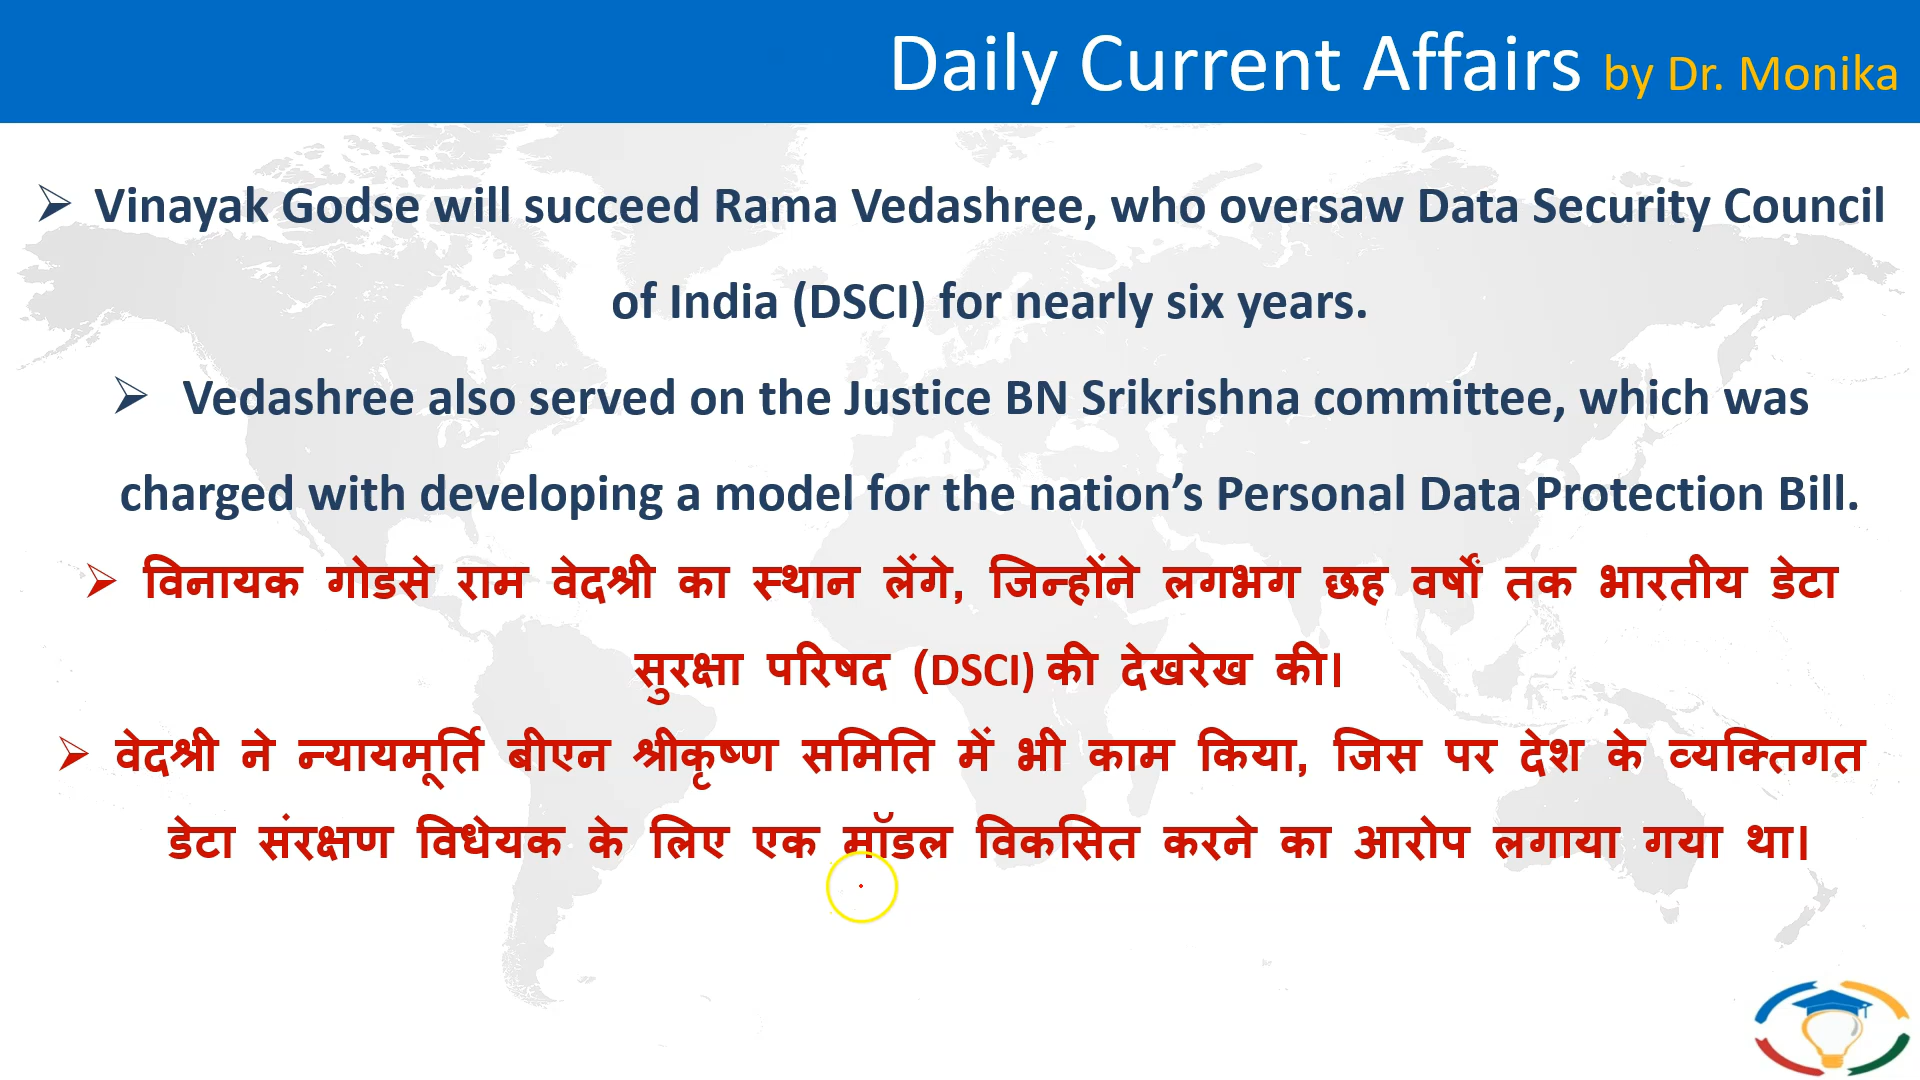 Daily Current Affairs by Dr. Monika
➢ Vinayak Godse will succeed Rama Vedashree, who oversaw Data Security Council
of India (DSCI) for nearly six years.
➢ Vedashree also served on the Justice BN Srikrishna committee, which was
charged with developing a model for the nation’s Personal Data Protection Bill.
➢ विनायक गोडसे राम वेदश्री का स्थान लेंगे, जिन्होंने लगभग छह वर्षों तक भारतीय डेटा
सुरक्षा परिषद (DSCI) की देखरेख की।
➢ वेदश्री ने न्यायमूर्ति बीएन श्रीकृष्ण समिति में भी काम किया, जिस पर देश के व्यक्तिगत
डेटा संरक्षण विधेयक के लिए एक मॉडल विकसित करने का आरोप लगाया गया था।